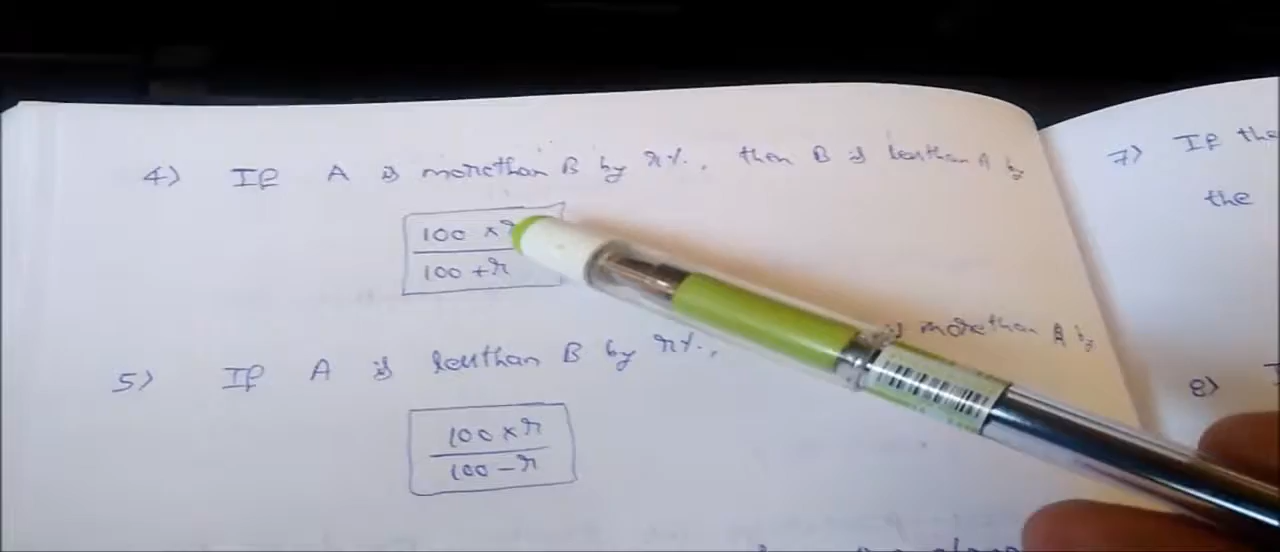 4) If A is morethan B by r%., then B is lessthan A by
100 ×
100 + r
5) If A is lessthan B by r%., is morethan A by
100 × r
100 - r
7) If the
the
8)